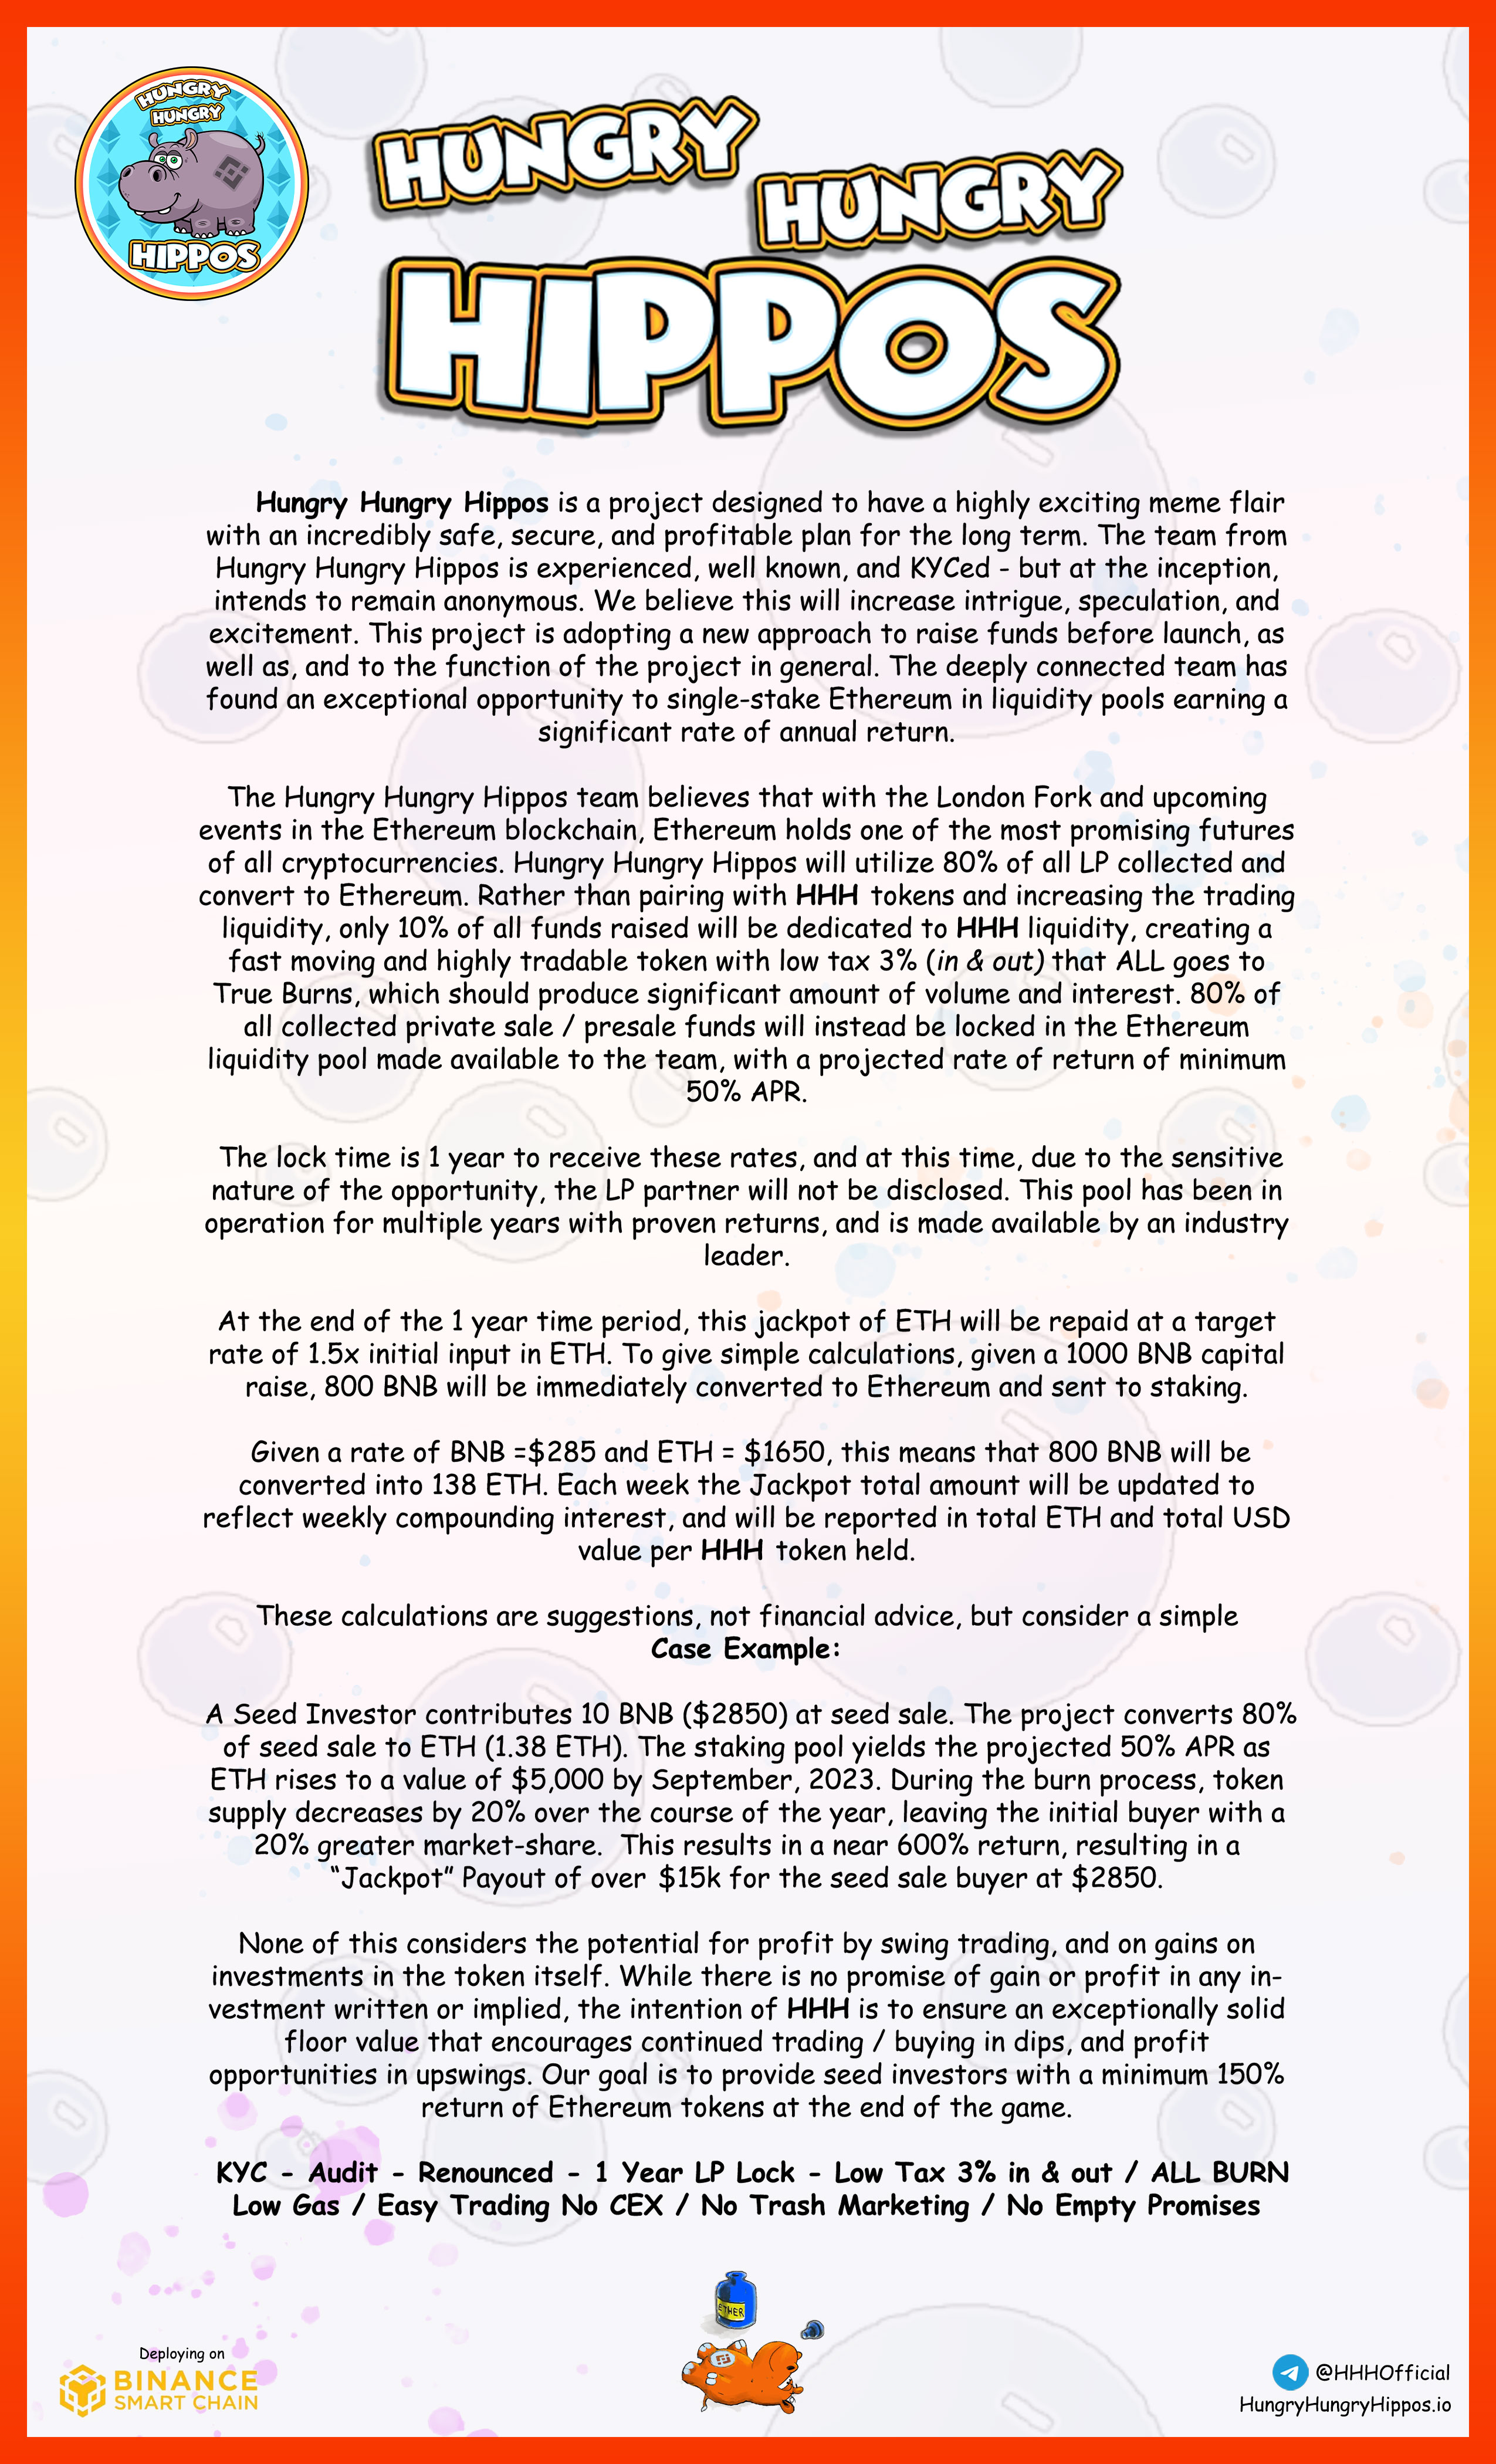 HUNGRY
HUNGRY
HIPPOS
HUNGRY
HUNGRY
HIPPOS
Hungry Hungry Hippos is a project designed to have a highly exciting meme flair
with an incredibly safe, secure, and profitable plan for the long term. The team from
Hungry Hungry Hippos is experienced, well known, and KYCed - but at the inception,
intends to remain anonymous. We believe this will increase intrigue, speculation, and
excitement. This project is adopting a new approach to raise funds before launch, as
well as, and to the function of the project in general. The deeply connected team has
found an exceptional opportunity to single-stake Ethereum in liquidity pools earning a
significant rate of annual return.
The Hungry Hungry Hippos team believes that with the London Fork and upcoming
events in the Ethereum blockchain, Ethereum holds one of the most promising futures
of all cryptocurrencies. Hungry Hungry Hippos will utilize 80% of all LP collected and
convert to Ethereum. Rather than pairing with HHH tokens and increasing the trading
liquidity, only 10% of all funds raised will be dedicated to HHH liquidity, creating a
fast moving and highly tradable token with low tax 3% (in & out) that ALL goes to
True Burns, which should produce significant amount of volume and interest. 80% of
all collected private sale / presale funds will instead be locked in the Ethereum
liquidity pool made available to the team, with a projected rate of return of minimum
50% APR.
The lock time is 1 year to receive these rates, and at this time, due to the sensitive
nature of the opportunity, the LP partner will not be disclosed. This pool has been in
operation for multiple years with proven returns, and is made available by an industry
leader.
At the end of the 1 year time period, this jackpot of ETH will be repaid at a target
rate of 1.5x initial input in ETH. To give simple calculations, given a 1000 BNB capital
raise, 800 BNB will be immediately converted to Ethereum and sent to staking.
Given a rate of BNB =$285 and ETH = $1650, this means that 800 BNB will be
converted into 138 ETH. Each week the Jackpot total amount will be updated to
reflect weekly compounding interest, and will be reported in total ETH and total USD
value per HHH token held.
These calculations are suggestions, not financial advice, but consider a simple
Case Example:
A Seed Investor contributes 10 BNB ($2850) at seed sale. The project converts 80%
of seed sale to ETH (1.38 ETH). The staking pool yields the projected 50% APR as
ETH rises to a value of $5,000 by September, 2023. During the burn process, token
supply decreases by 20% over the course of the year, leaving the initial buyer with a
20% greater market-share. This results in a near 600% return, resulting in a
“Jackpot” Payout of over $15k for the seed sale buyer at $2850.
None of this considers the potential for profit by swing trading, and on gains on
investments in the token itself. While there is no promise of gain or profit in any in-
vestment written or implied, the intention of HHH is to ensure an exceptionally solid
floor value that encourages continued trading / buying in dips, and profit
opportunities in upswings. Our goal is to provide seed investors with a minimum 150%
return of Ethereum tokens at the end of the game.
KYC - Audit - Renounced - 1 Year LP Lock - Low Tax 3% in & out / ALL BURN
Low Gas / Easy Trading No CEX / No Trash Marketing / No Empty Promises
ETHER
Deploying on
BINANCE
SMART CHAIN
@HHHOfficial
HungryHungryHippos.io